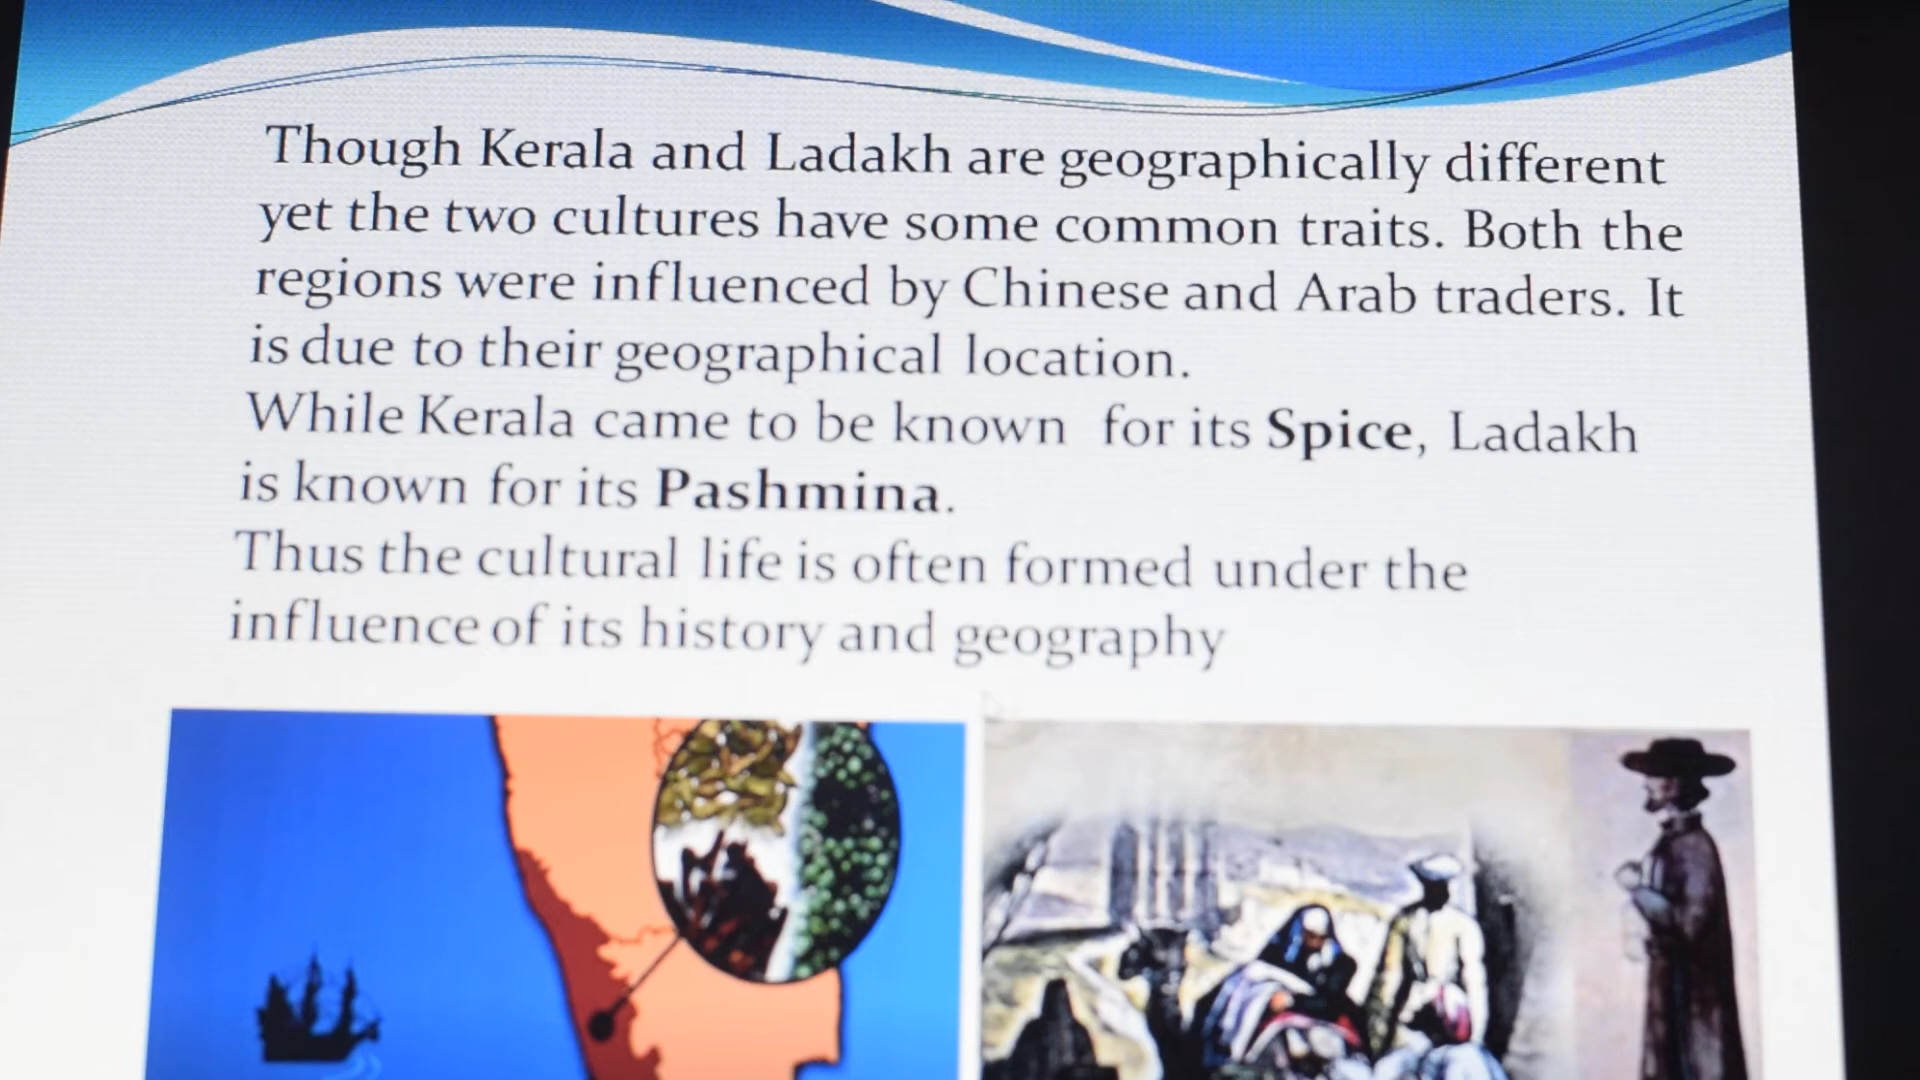 Though Kerala and Ladakh are geographically different
yet the two cultures have some common traits. Both the
regions were influenced by Chinese and Arab traders. It
is due to their geographical location.
While Kerala came to be known for its Spice, Ladakh
is known for its Pashmina.
Thus the cultural life is often formed under the
influence of its history and geography